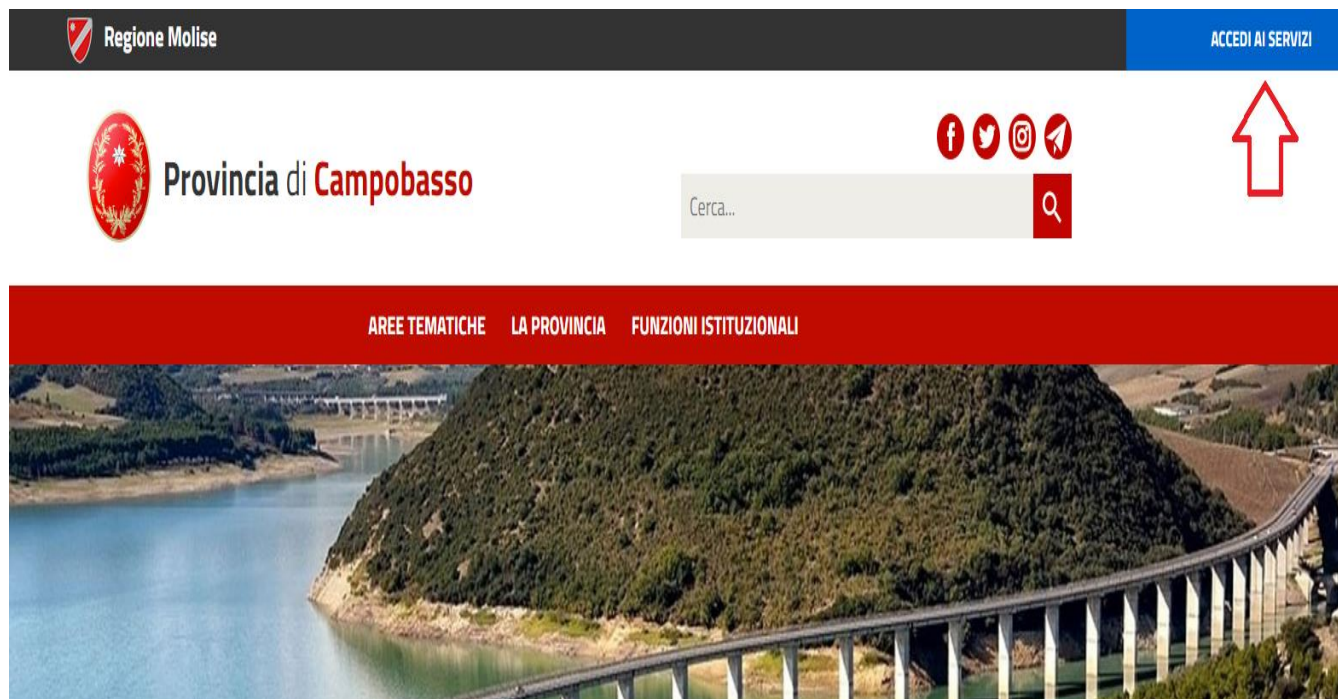 Regione Molise
ACCEDI AI SERVIZI
Provincia di Campobasso
Cerca...
AREE TEMATICHE LA PROVINCIA FUNZIONI ISTITUZIONALI